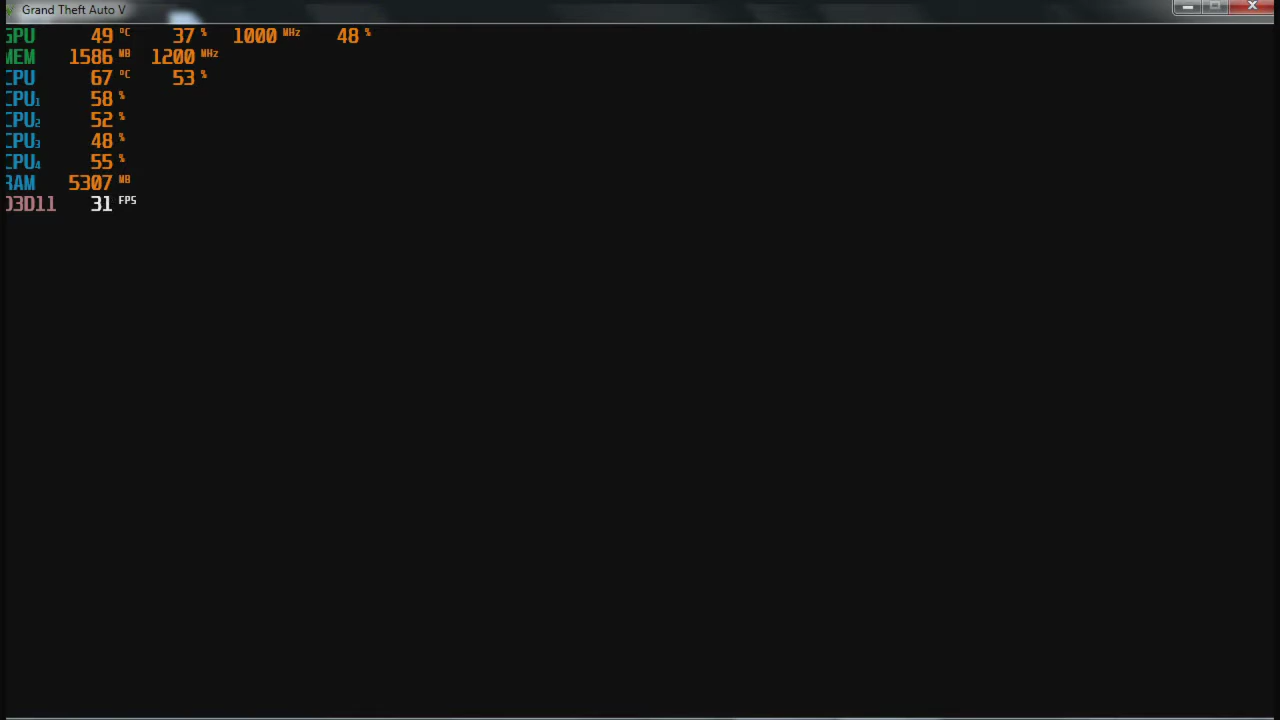 Grand Theft Auto V
GPU 49 °C 37 % 1000 MHz 48 %
MEM 1586 MB 1200 MHz
CPU 67 °C 53 %
CPU1 58 %
CPU2 52 %
CPU3 48 %
CPU4 55 %
RAM 5307 MB
D3D11 31 FPS